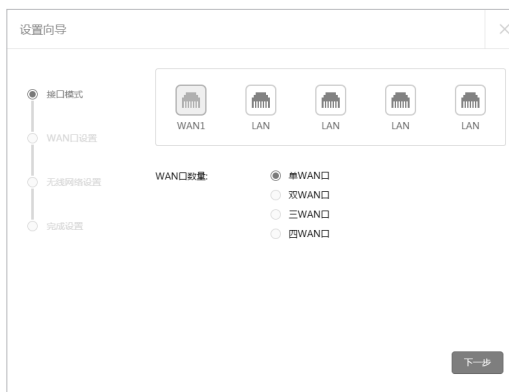 设置向导
接口模式
WAN口设置
无线网络设置
完成设置
WAN1 LAN LAN LAN LAN
WAN口数量:
单WAN口
双WAN口
三WAN口
四WAN口
下一步